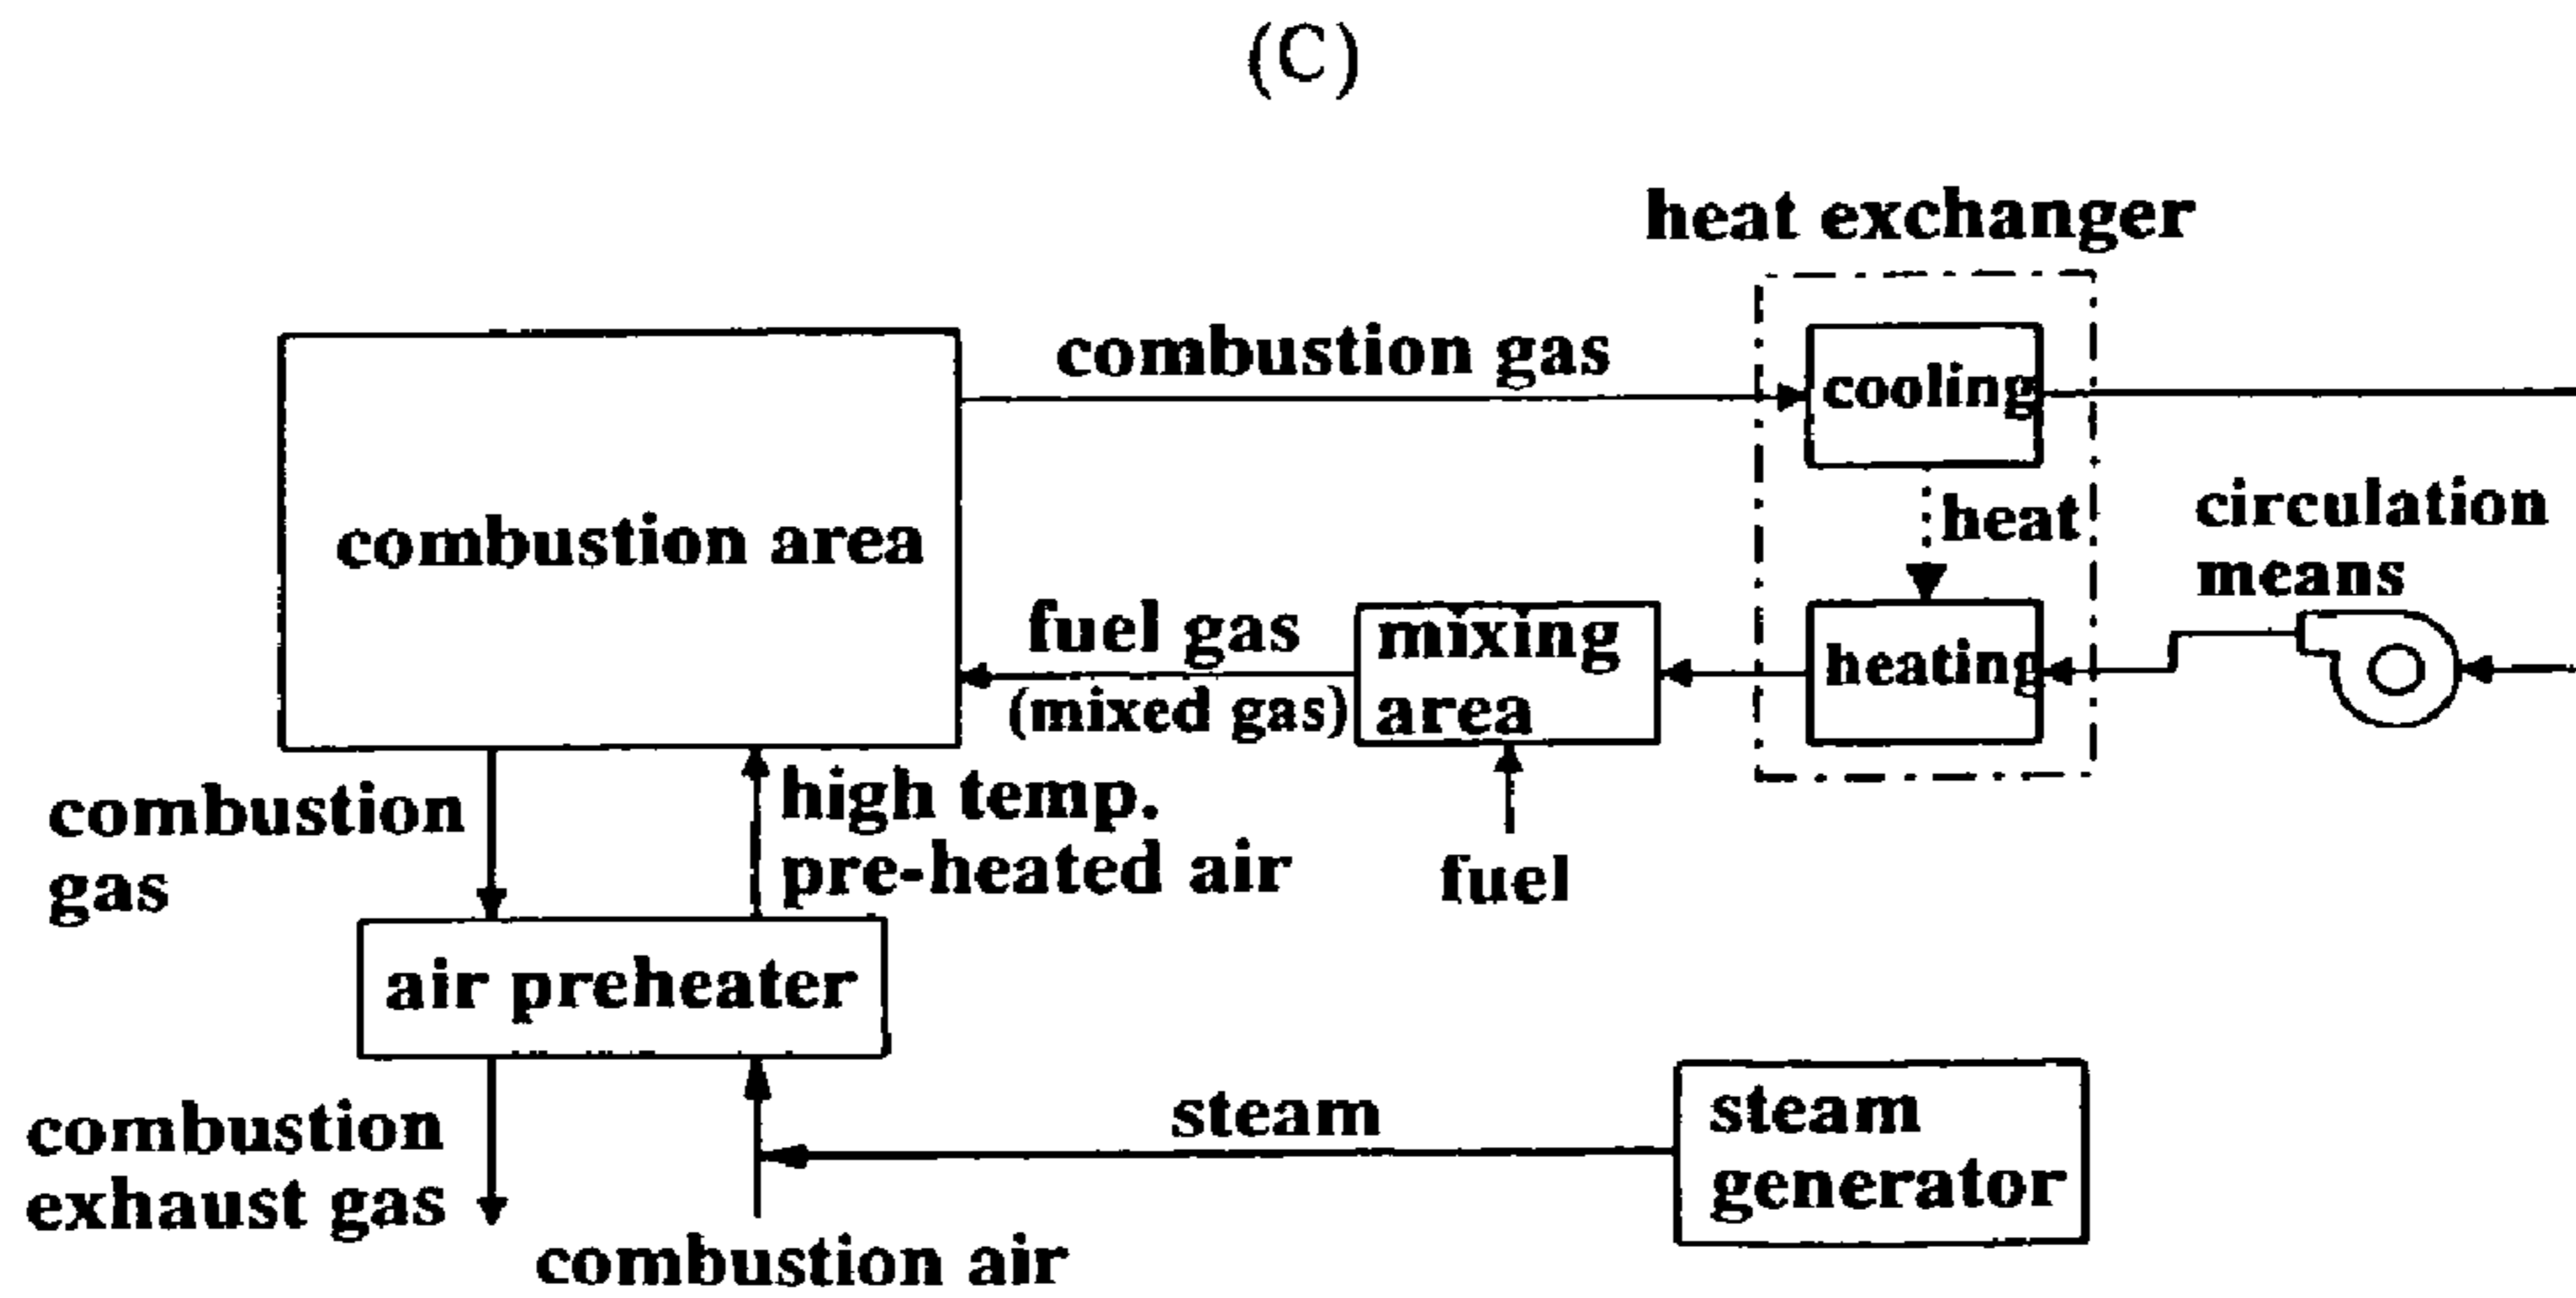 (C)
heat exchanger
combustion gas
cooling
combustion area
heat
circulation
means
fuel gas
(mixed gas)
mixing
area
heating
combustion
gas
high temp.
pre-heated air
fuel
air preheater
combustion
exhaust gas
steam
steam
generator
combustion air